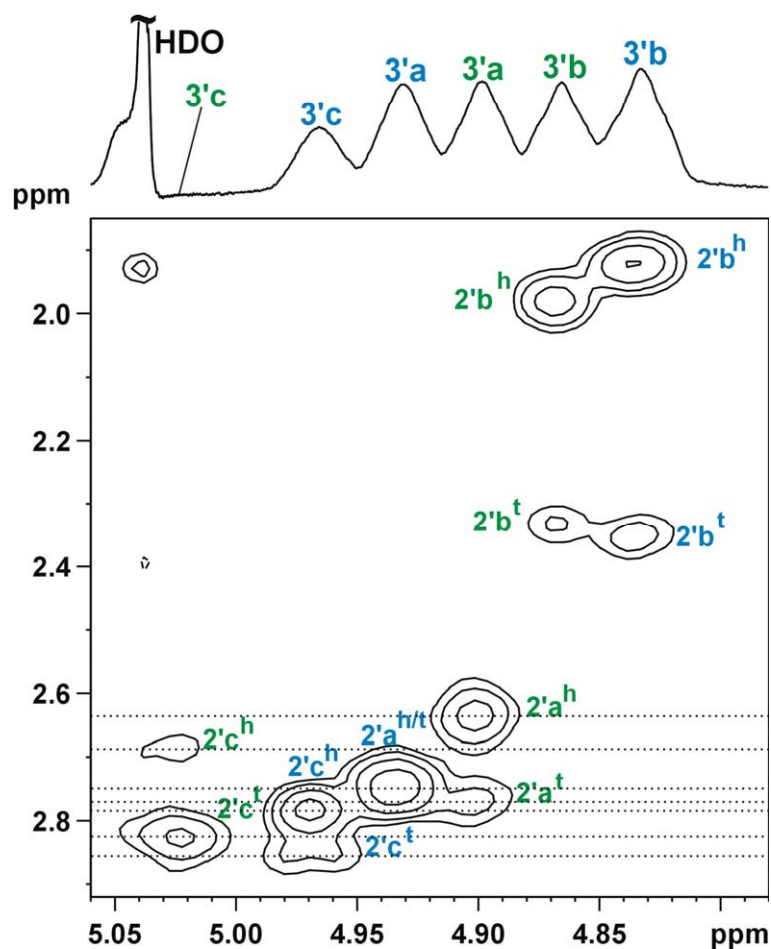 HDO
3'c
3'c
3'a
3'a
3'b
3'b
ppm
2'b^h
2'b^h
2.0
2.2
2'b^t
2'b^t
2.4
2.6
2'a^h
2'c^h
2'a^h/t
2'c^h
2'c^t
2'a^t
2.8
2'c^t
5.05 5.00 4.95 4.90 4.85 ppm